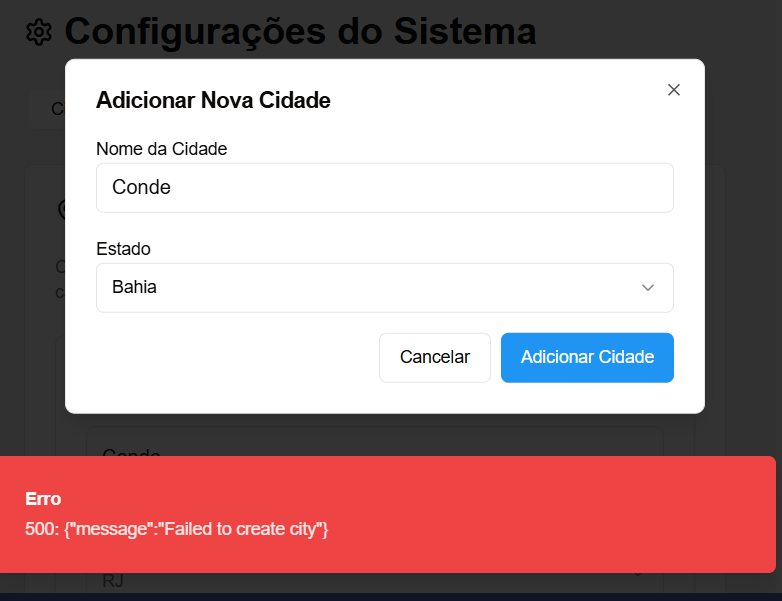 Configurações do Sistema
Adicionar Nova Cidade
Nome da Cidade
Conde
Estado
Bahia
Cancelar
Adicionar Cidade
Erro
500: {"message":"Failed to create city"}
RJ